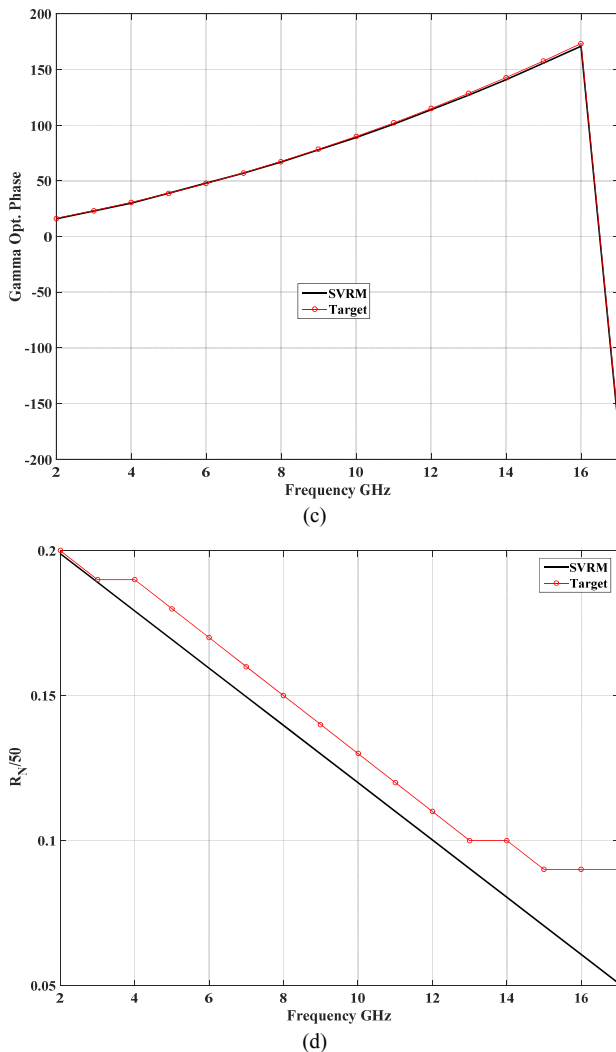 200
150
100
50
0
-50
-100
-150
-200
Gamma Opt. Phase
SVRM
Target
2 4 6 8 10 12 14 16
Frequency GHz
(c)
0.2
0.15
0.1
0.05
R_N/50
SVRM
Target
2 4 6 8 10 12 14 16
Frequency GHz
(d)